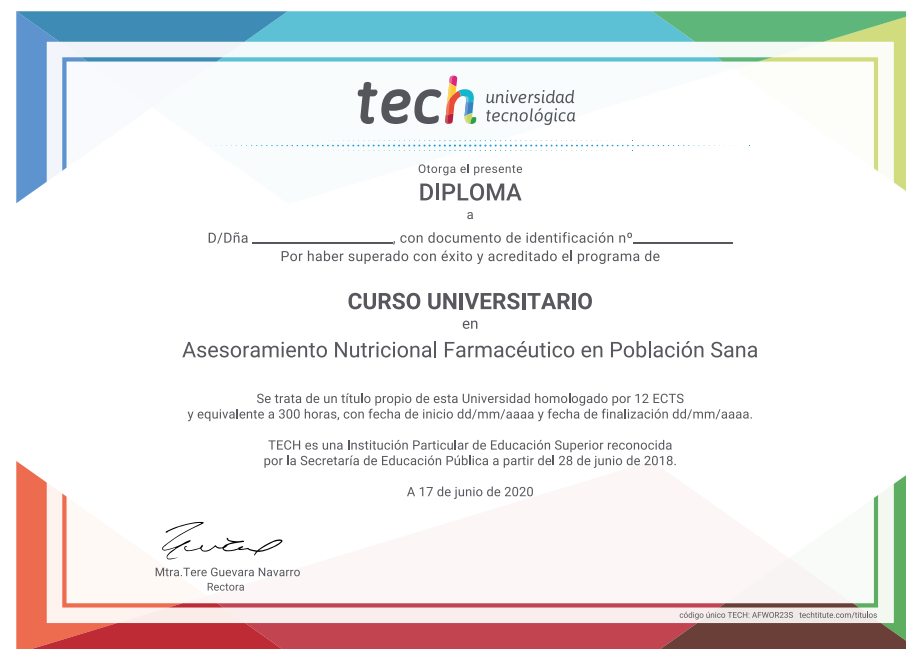 tech universidad
tecnológica
Otorga el presente
DIPLOMA
a
D/Dña ____________, con documento de identificación nº____________
Por haber superado con éxito y acreditado el programa de
CURSO UNIVERSITARIO
en
Asesoramiento Nutricional Farmacéutico en Población Sana
Se trata de un título propio de esta Universidad homologado por 12 ECTS
y equivalente a 300 horas, con fecha de inicio dd/mm/aaaa y fecha de finalización dd/mm/aaaa.
TECH es una Institución Particular de Educación Superior reconocida
por la Secretaría de Educación Pública a partir del 28 de junio de 2018.
A 17 de junio de 2020
Mtra.Tere Guevara Navarro
Rectora
código único TECH: AFWOR23S techtitute.com/titulos